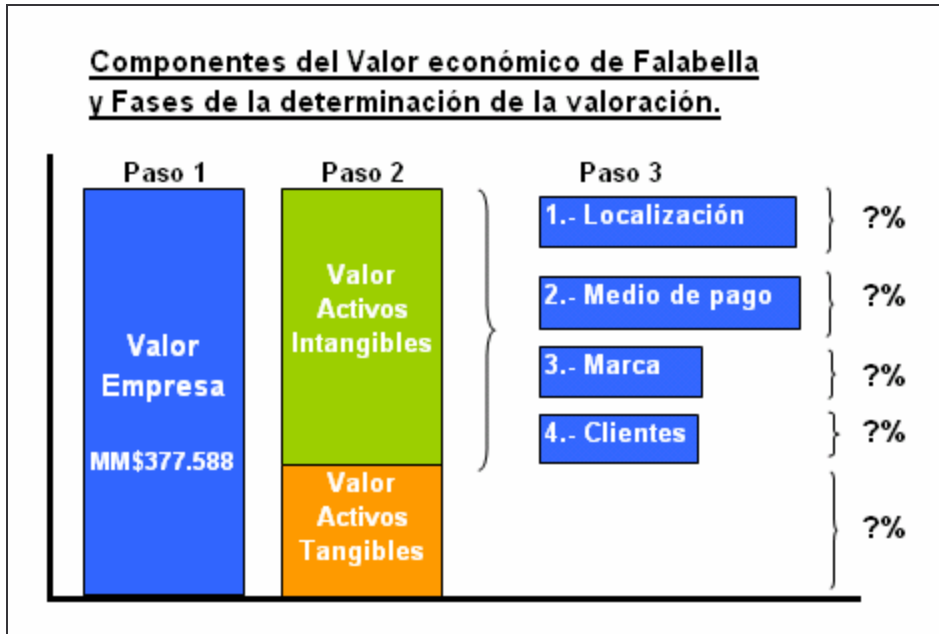 Componentes del Valor económico de Falabella
y Fases de la determinación de la valoración.
Paso 1
Paso 2
Paso 3
Valor
Empresa
MM$377.588
Valor
Activos
Intangibles
Valor
Activos
Tangibles
1.- Localización
?%
2.- Medio de pago
?%
3.- Marca
?%
4.- Clientes
?%
?%